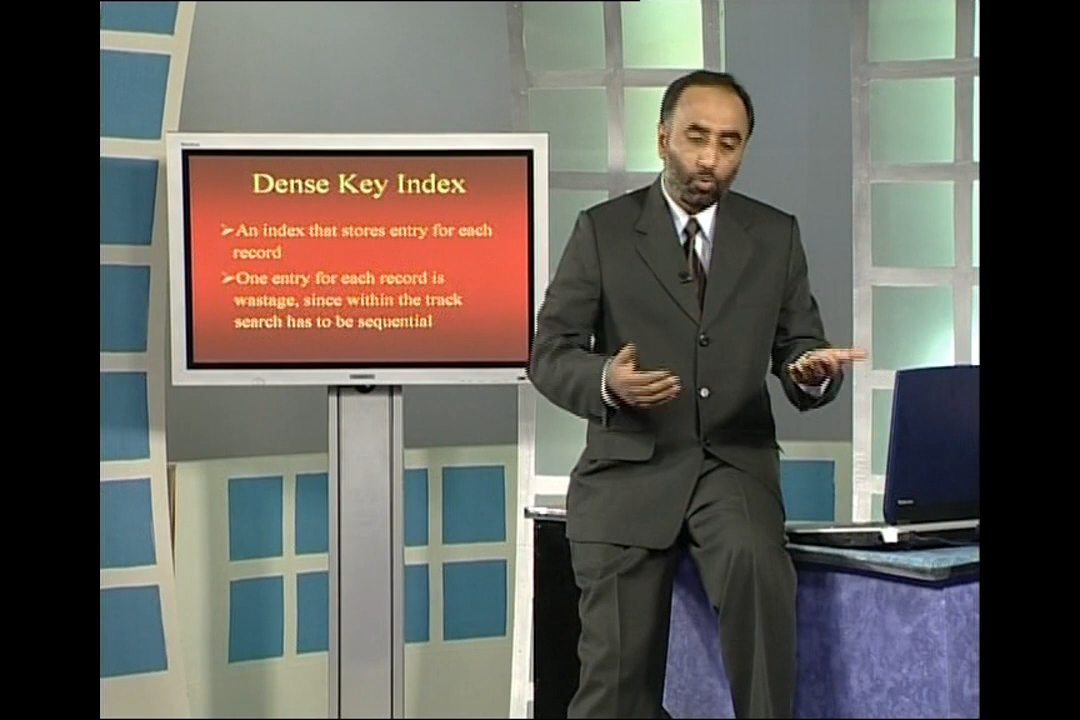 Dense Key Index
➢An index that stores entry for each
record
➢One entry for each record is
wastage, since within the track
search has to be sequential